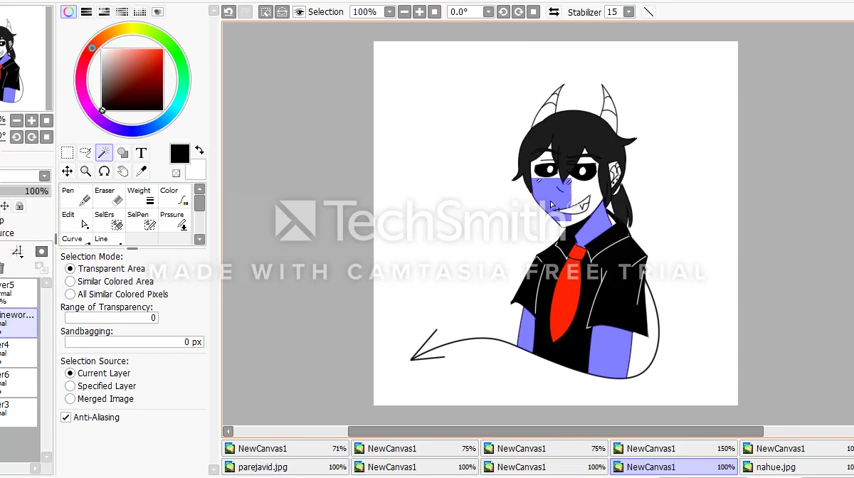 Selection 100% 0.0° Stabilizer 15
%
°
100%
T
Pen Eraser Weight Color
Edit SelErs SelPen Prssure
Curve Line
Selection Mode:
Transparent Area
Similar Colored Area
All Similar Colored Pixels
Range of Transparency:
0
Sandbagging:
0 px
Selection Source:
Current Layer
Specified Layer
Merged Image
Anti-Aliasing
TechSmith
MADE WITH CAMTASIA FREE TRIAL
NewCanvas1 71% NewCanvas1 75% NewCanvas1 75% NewCanvas1 150% NewCanvas1
parejavid.jpg 100% NewCanvas1 100% NewCanvas1 100% NewCanvas1 100% nahue.jpg